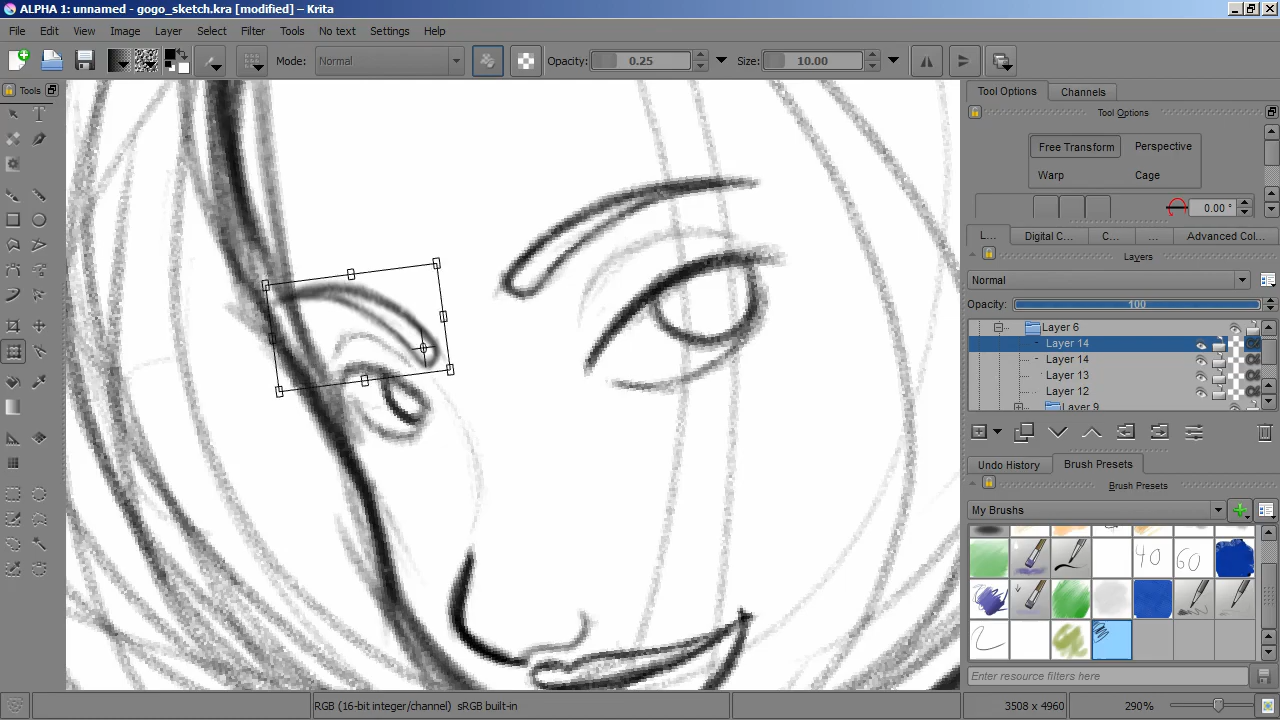 ALPHA 1: unnamed - gogo_sketch.kra [modified] – Krita
File Edit View Image Layer Select Filter Tools No text Settings Help
Mode: Normal Opacity: 0.25 Size: 10.00
Tools
Tool Options Channels
Tool Options
Free Transform Perspective
Warp Cage
0.00 °
L... Digital C... C... ... Advanced Col...
Layers
Normal
Opacity: 100
Layer 6
Layer 14
Layer 14
Layer 13
Layer 12
Layer 9
Undo History Brush Presets
Brush Presets
My Brushes
40 60
Enter resource filters here
RGB (16-bit integer/channel) sRGB built-in 3508 x 4960 290%